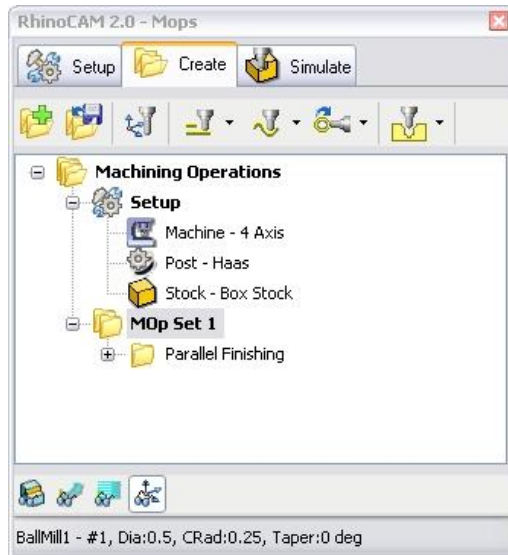 RhinoCAM 2.0 - Mops
Setup Create Simulate
Machining Operations
Setup
Machine - 4 Axis
Post - Haas
Stock - Box Stock
MOp Set 1
Parallel Finishing
BallMill1 - #1, Dia:0.5, CRad:0.25, Taper:0 deg